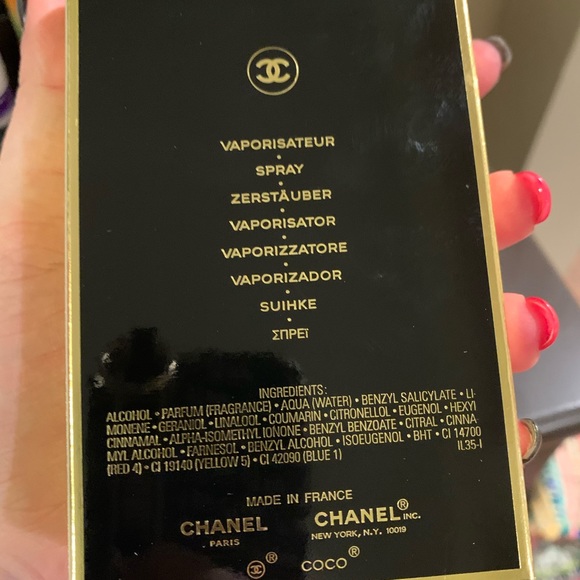 VAPORISATEUR
•
SPRAY
•
ZERSTÄUBER
•
VAPORISATOR
•
VAPORIZZATORE
•
VAPORIZADOR
•
SUIHKE
•
ΣΠΡΕΪ
INGREDIENTS:
ALCOHOL • PARFUM (FRAGRANCE) • AQUA (WATER) • BENZYL SALICYLATE • LI-
MONENE • GERANIOL • LINALOOL • COUMARIN • CITRONELLOL • EUGENOL • HEXYL
CINNAMAL • ALPHA-ISOMETHYL IONONE • BENZYL BENZOATE • CITRAL • CINNA-
MYL ALCOHOL • FARNESOL • BENZYL ALCOHOL • ISOEUGENOL • BHT • CI 14700
(RED 4) • CI 19140 (YELLOW 5) • CI 42090 (BLUE 1) IL35-I
MADE IN FRANCE
CHANEL CHANEL® INC.
PARIS NEW YORK, N.Y. 10019
® COCO®